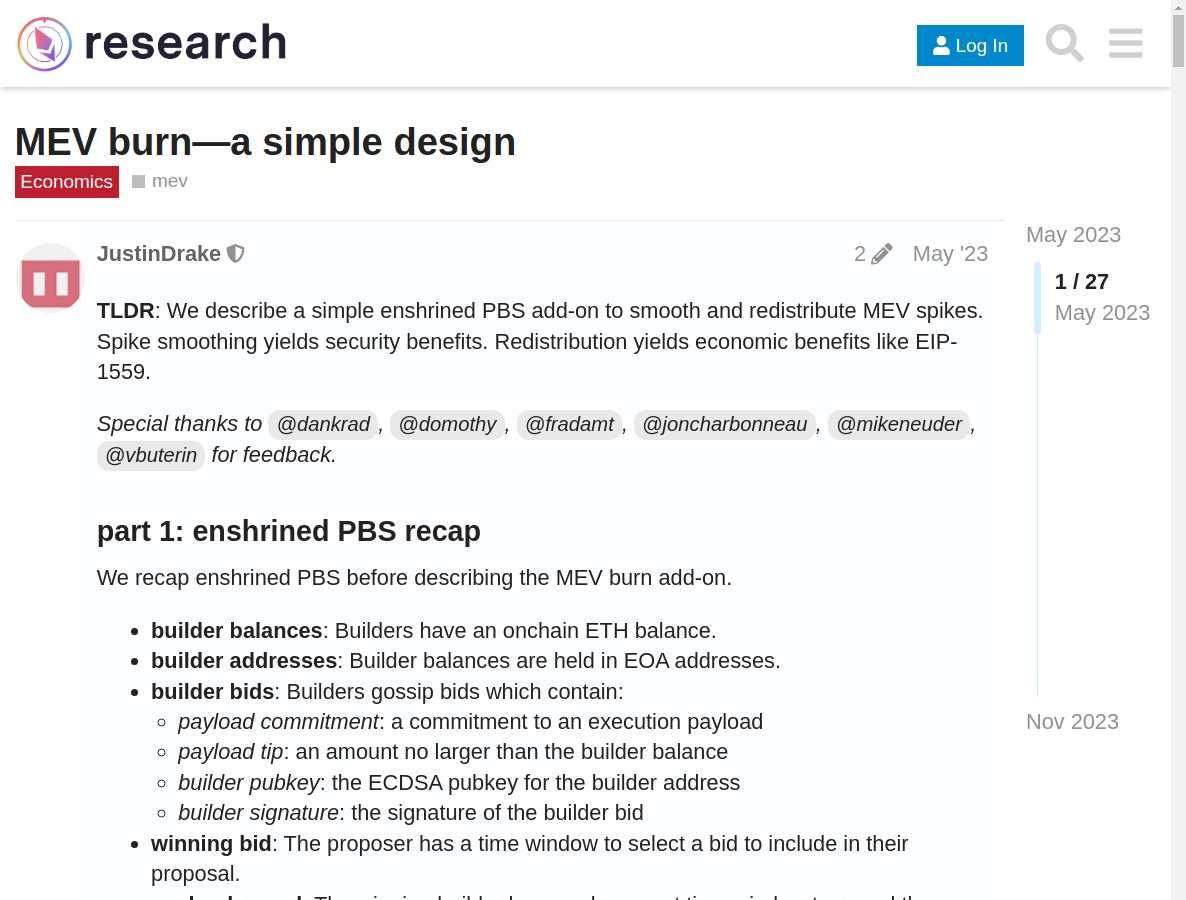 research
Log In
MEV burn—a simple design
Economics
mev
JustinDrake
2
May '23
TLDR: We describe a simple enshrined PBS add-on to smooth and redistribute MEV spikes.
Spike smoothing yields security benefits. Redistribution yields economic benefits like EIP-
1559.
Special thanks to @dankrad, @domothy, @fradamt, @joncharbonneau, @mikeneuder,
@vbuterin for feedback.
part 1: enshrined PBS recap
We recap enshrined PBS before describing the MEV burn add-on.
builder balances: Builders have an onchain ETH balance.
builder addresses: Builder balances are held in EOA addresses.
builder bids: Builders gossip bids which contain:
payload commitment: a commitment to an execution payload
payload tip: an amount no larger than the builder balance
builder pubkey: the ECDSA pubkey for the builder address
builder signature: the signature of the builder bid
winning bid: The proposer has a time window to select a bid to include in their
proposal.
May 2023
1 / 27
May 2023
Nov 2023